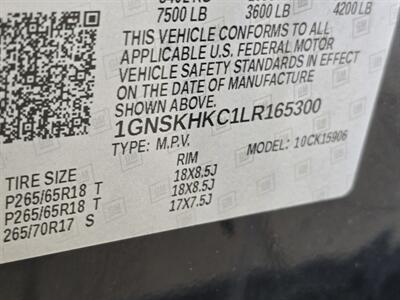 7500 LB 3600 LB 4200 LB
THIS VEHICLE CONFORMS TO ALL
APPLICABLE U.S. FEDERAL MOTOR
VEHICLE SAFETY STANDARDS IN EFFECT
ON THE DATE OF MANUFACTURE
SHOWN ABOVE.
1GNSKHKC1LR165300
TYPE: M.P.V. MODEL: 10CK15906
TIRE SIZE RIM
P265/65R18 T 18X8.5J
P265/65R18 T 18X8.5J
265/70R17 S 17X7.5J